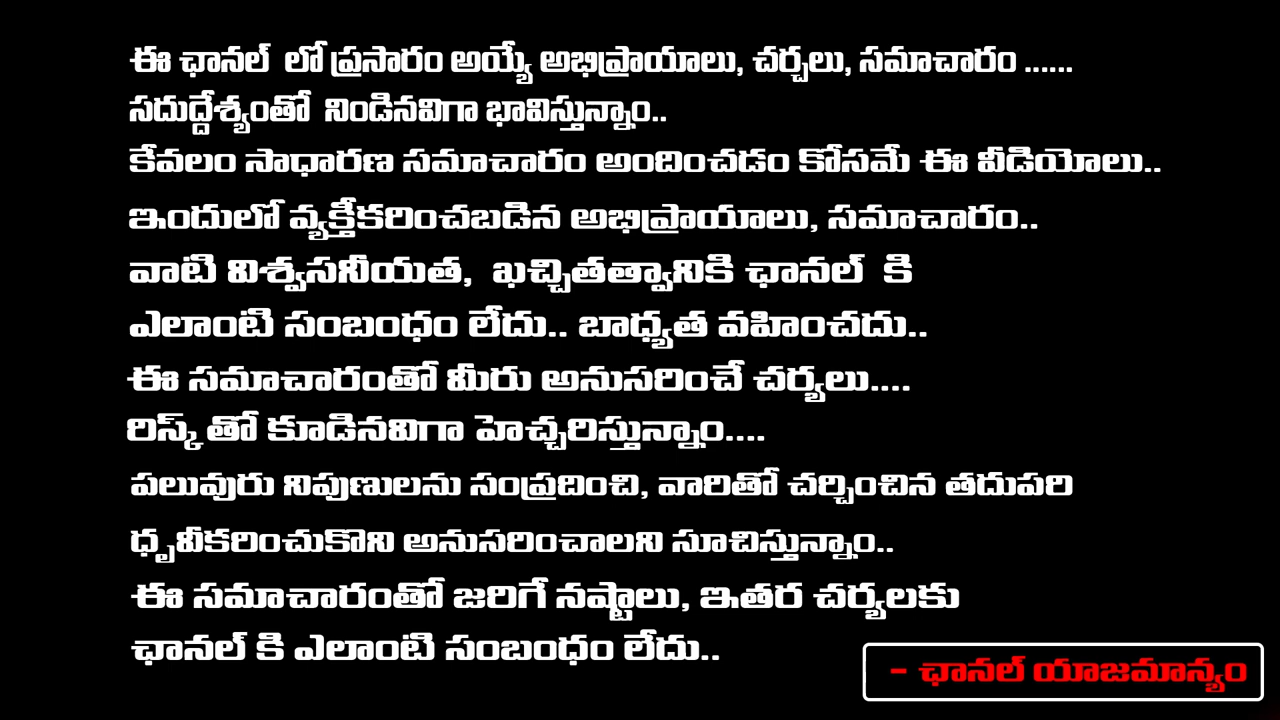 ఈ ఛానల్ లో ప్రసారం అయ్యే అభిప్రాయాలు, చర్చలు, సమాచారం ......
సదుద్దేశ్యంతో నిండినవిగా భావిస్తున్నాం..
కేవలం సాధారణ సమాచారం అందించడం కోసమే ఈ వీడియోలు..
ఇందులో వ్యక్తీకరించబడిన అభిప్రాయాలు, సమాచారం..
వాటి విశ్వసనీయత, ఖచ్చితత్వానికి ఛానల్ కి
ఎలాంటి సంబంధం లేదు.. బాధ్యత వహించదు..
ఈ సమాచారంతో మీరు అనుసరించే చర్యలు....
రిస్క్ తో కూడినవిగా హెచ్చరిస్తున్నాం....
పలువురు నిపుణులను సంప్రదించి, వారితో చర్చించిన తదుపరి
ధృవీకరించుకొని అనుసరించాలని సూచిస్తున్నాం..
ఈ సమాచారంతో జరిగే నష్టాలు, ఇతర చర్యలకు
ఛానల్ కి ఎలాంటి సంబంధం లేదు..
- ఛానల్ యాజమాన్యం